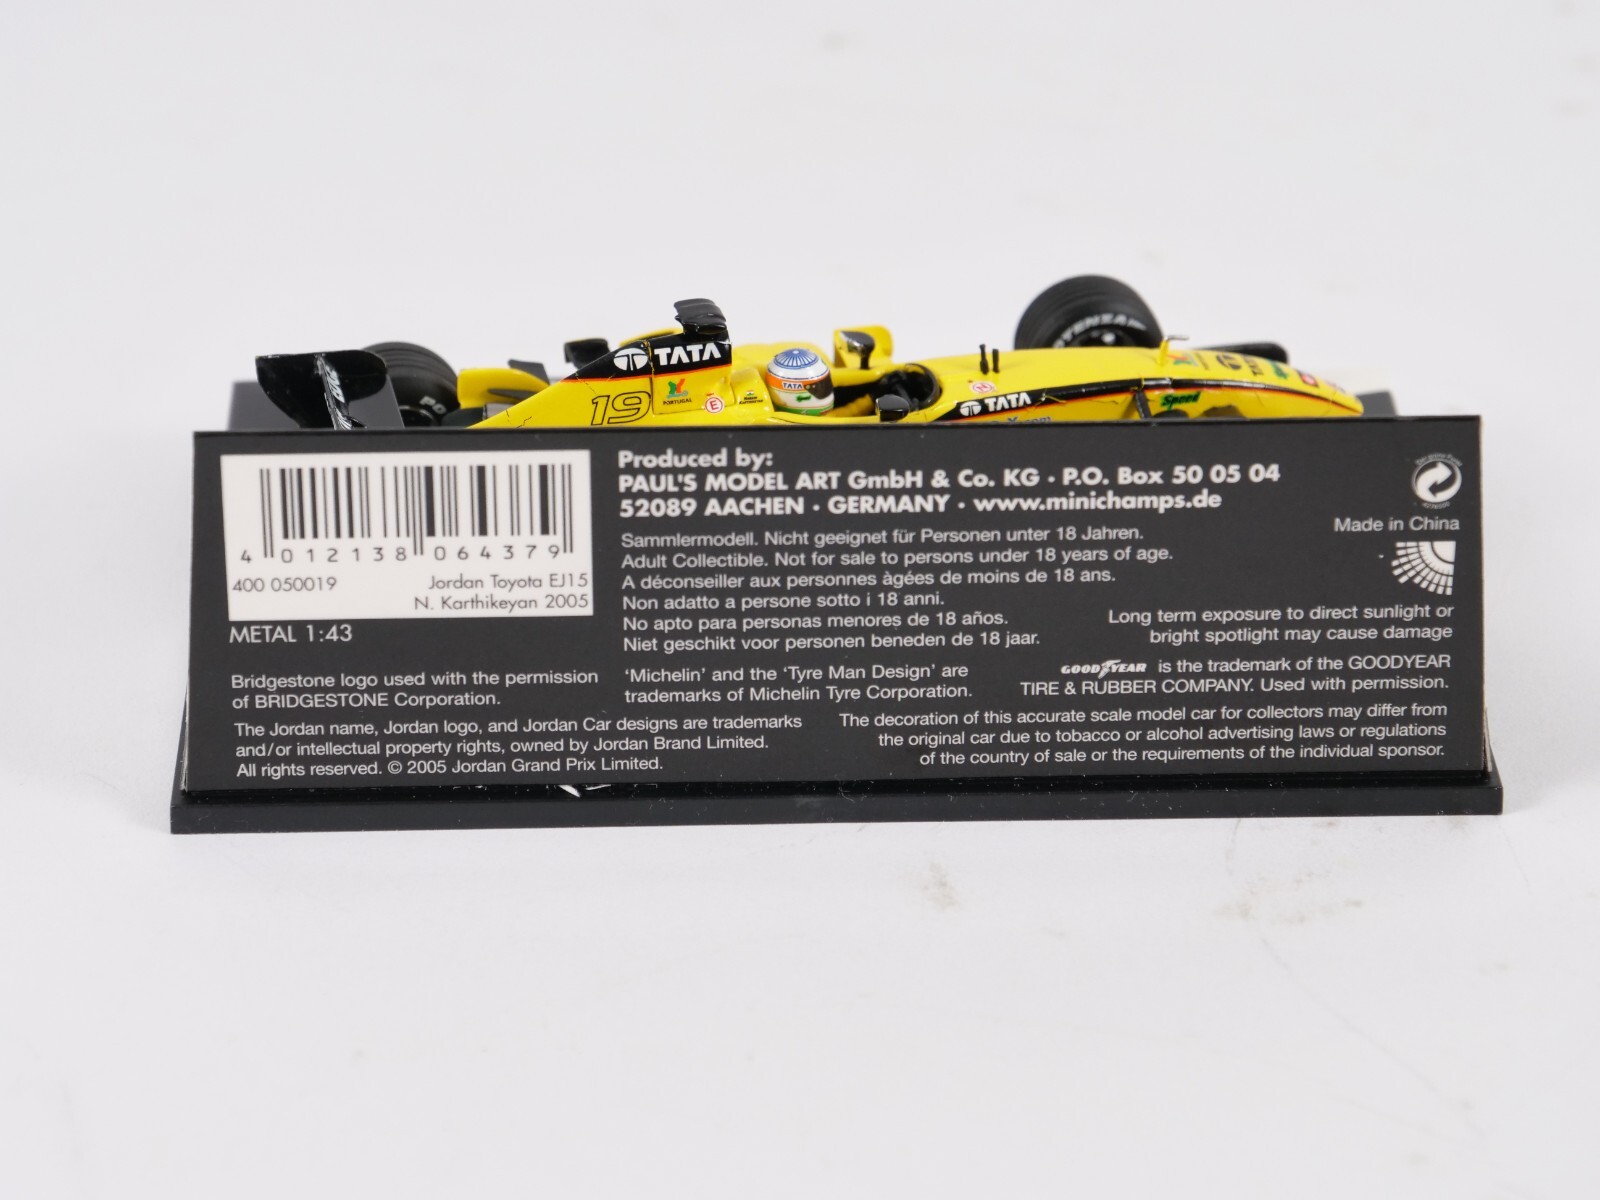 TATA
PORTUGAL
19
E
TATA
TATA
Speed
POTENZA
4 012138 064379
400 050019 Jordan Toyota EJ15
N. Karthikeyan 2005
METAL 1:43
Bridgestone logo used with the permission
of BRIDGESTONE Corporation.
The Jordan name, Jordan logo, and Jordan Car designs are trademarks
and/or intellectual property rights, owned by Jordan Brand Limited.
All rights reserved. © 2005 Jordan Grand Prix Limited.
Produced by:
PAUL'S MODEL ART GmbH & Co. KG · P.O. Box 50 05 04
52089 AACHEN · GERMANY · www.minichamps.de
Sammlermodell. Nicht geeignet für Personen unter 18 Jahren.
Adult Collectible. Not for sale to persons under 18 years of age.
A déconseiller aux personnes àgées de moins de 18 ans.
Non adatto a persone sotto i 18 anni.
No apto para personas menores de 18 años.
Niet geschikt voor personen beneden de 18 jaar.
'Michelin' and the 'Tyre Man Design' are
trademarks of Michelin Tyre Corporation.
Made in China
Long term exposure to direct sunlight or
bright spotlight may cause damage
GOODYEAR is the trademark of the GOODYEAR
TIRE & RUBBER COMPANY. Used with permission.
The decoration of this accurate scale model car for collectors may differ from
the original car due to tobacco or alcohol advertising laws or regulations
of the country of sale or the requirements of the individual sponsor.